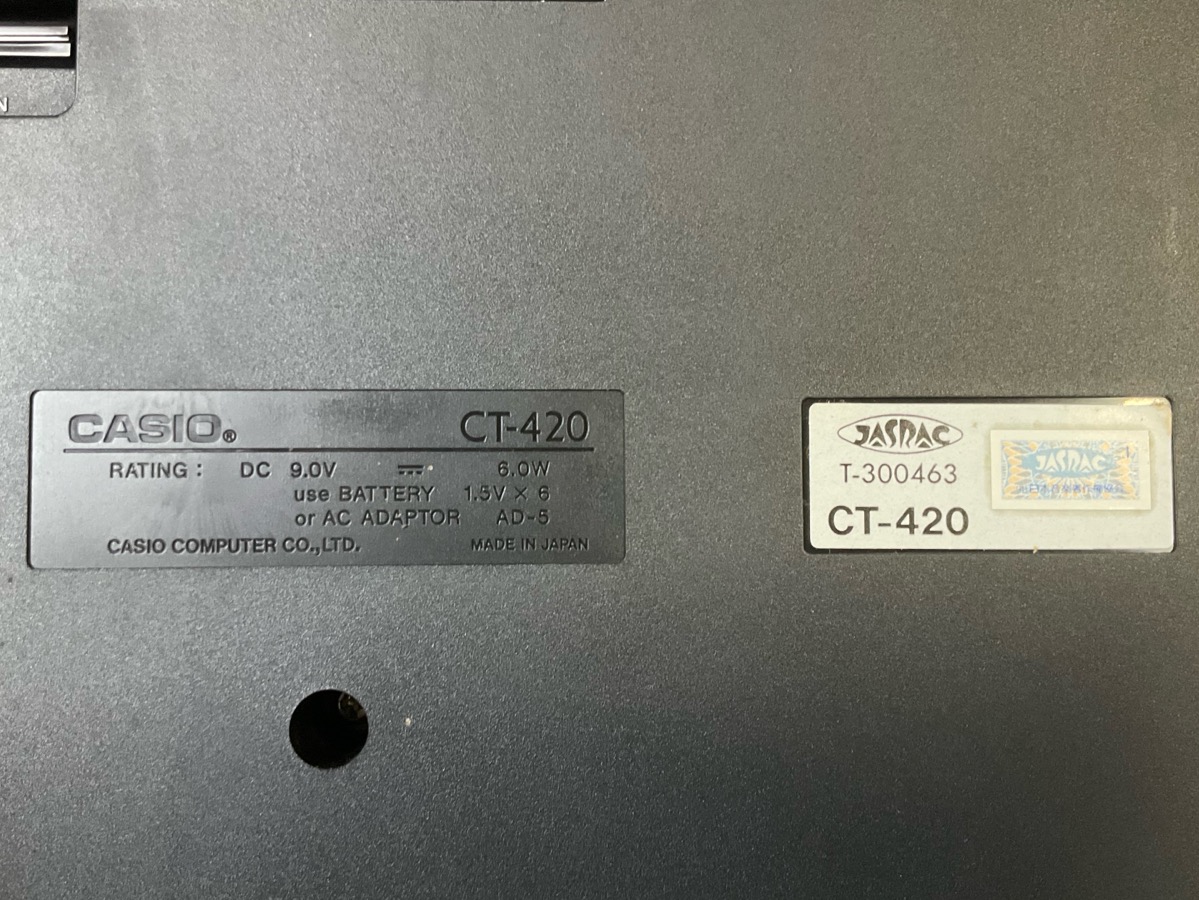 N
CASIO®
CT-420
RATING : DC 9.0V ⎓ 6.0W
use BATTERY 1.5V × 6
or AC ADAPTOR AD-5
CASIO COMPUTER CO.,LTD.
MADE IN JAPAN
JASRAC
T-300463
CT-420
JASRAC